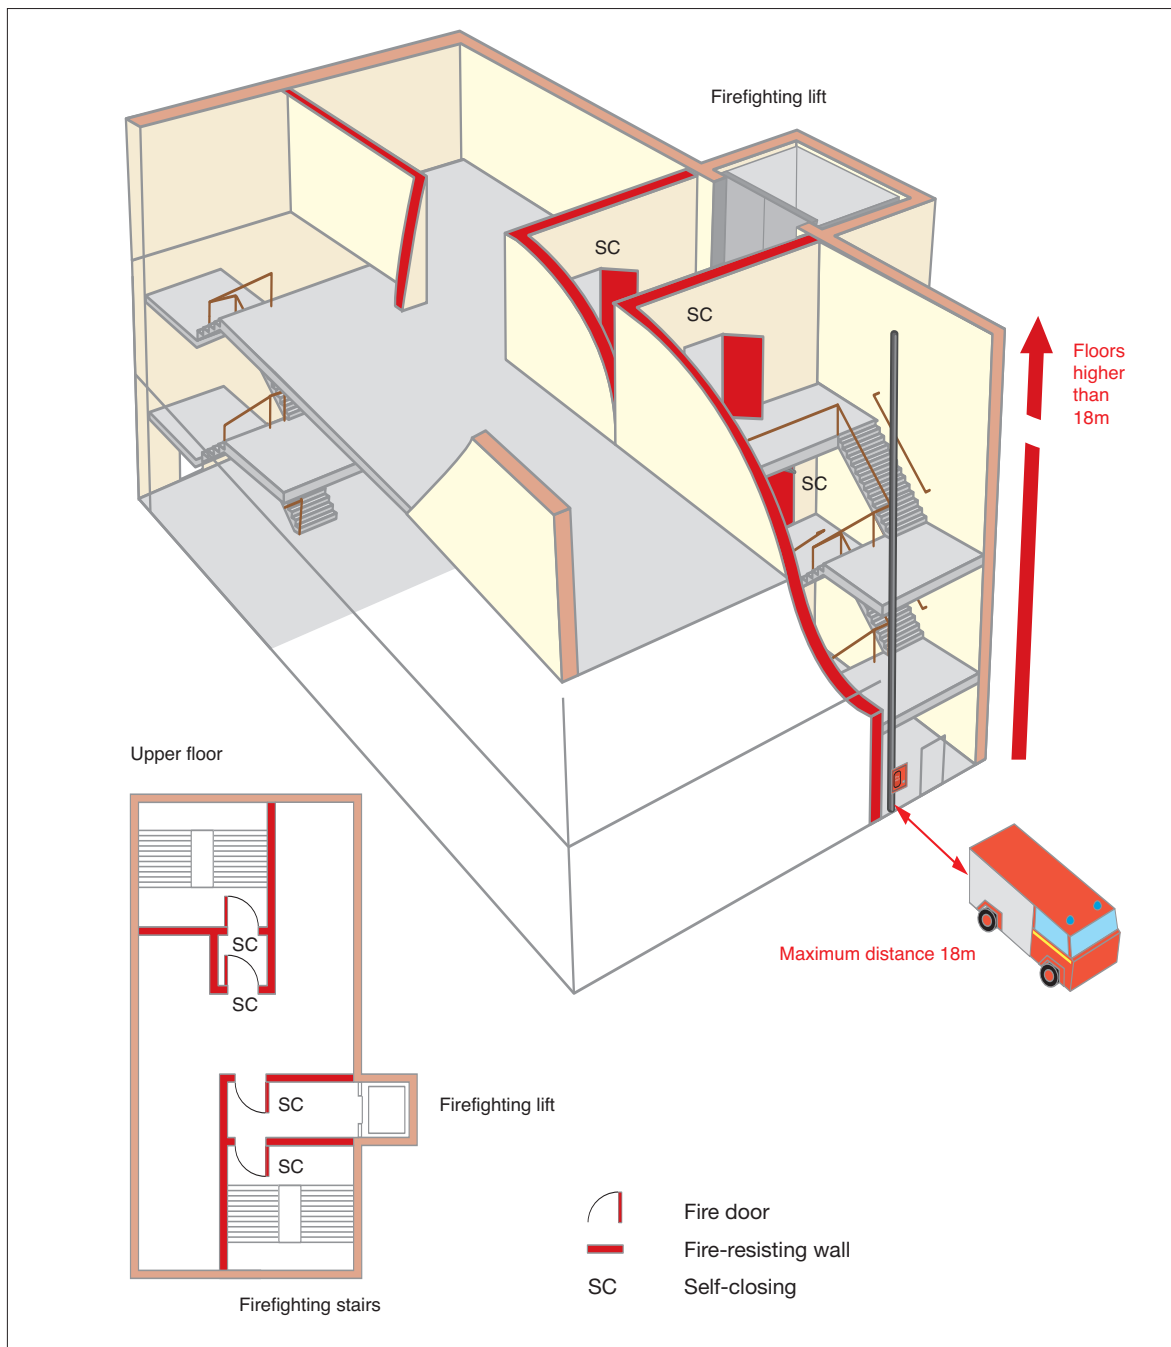 Firefighting lift
SC
SC
Floors
higher
than
18m
SC
Upper floor
Maximum distance 18m
SC
SC
SC
Firefighting lift
SC
Fire door
Fire-resisting wall
SC Self-closing
Firefighting stairs